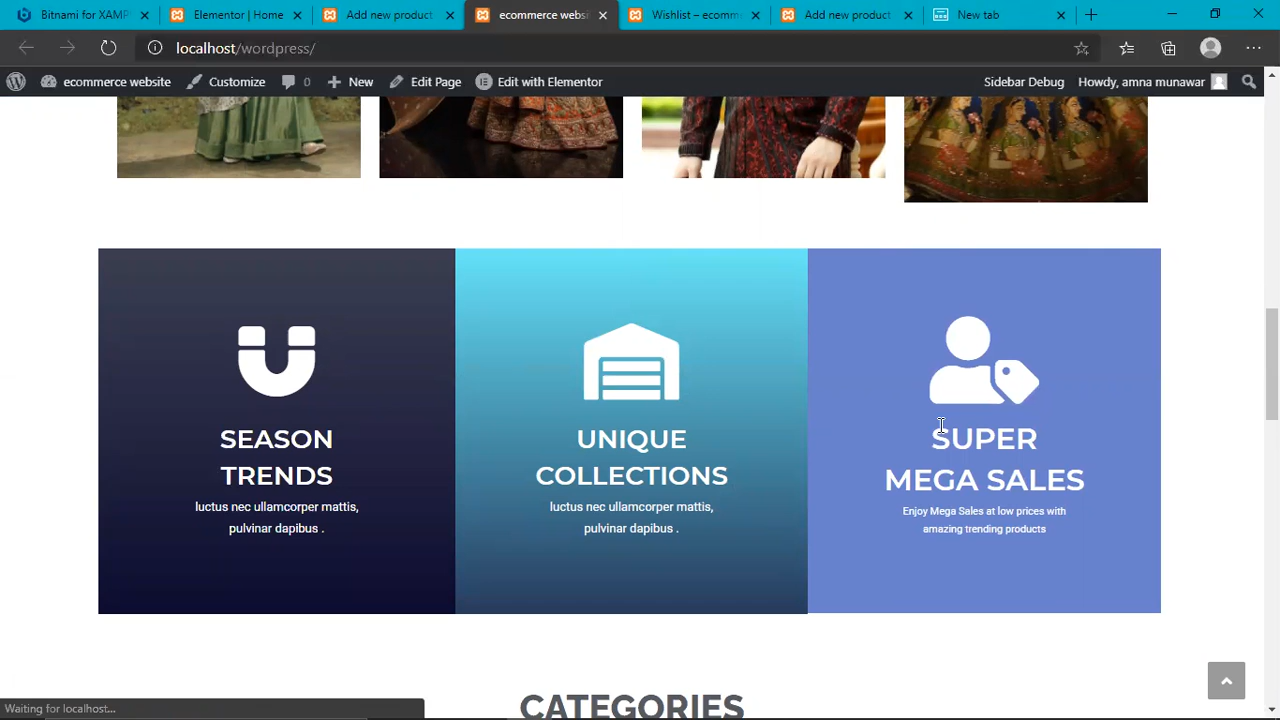 Bitnami for XAMP
Elementor | Home
Add new product
ecommerce websi
Wishlist – ecomm
Add new product
New tab
localhost/wordpress/
ecommerce website
Customize
0
New
Edit Page
Edit with Elementor
Sidebar Debug
Howdy, amna munawar
SEASON
TRENDS
luctus nec ullamcorper mattis,
pulvinar dapibus .
UNIQUE
COLLECTIONS
luctus nec ullamcorper mattis,
pulvinar dapibus .
SUPER
MEGA SALES
Enjoy Mega Sales at low prices with
amazing trending products
CATEGORIES
Waiting for localhost...